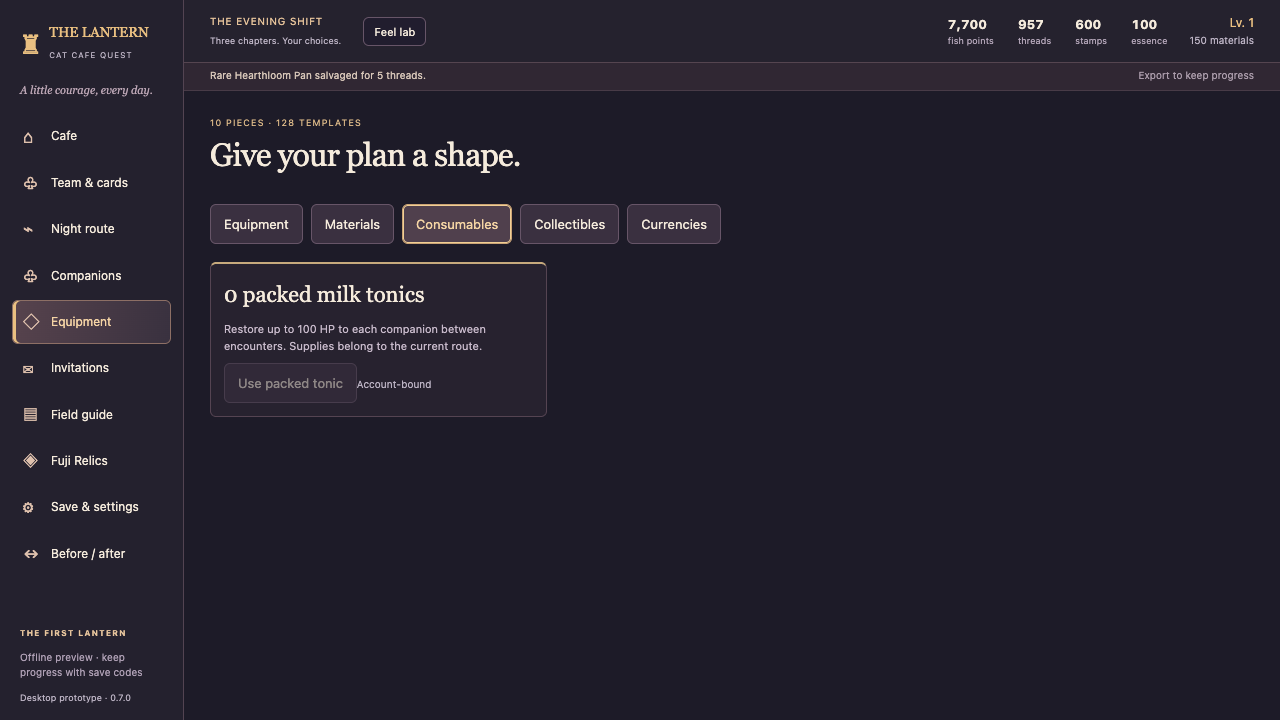 THE LANTERN
CAT CAFE QUEST
A little courage, every day.
Cafe
Team & cards
Night route
Companions
Equipment
Invitations
Field guide
Fuji Relics
Save & settings
Before / after
THE FIRST LANTERN
Offline preview · keep
progress with save codes
Desktop prototype · 0.7.0
THE EVENING SHIFT
Three chapters. Your choices.
Feel lab
7,700
fish points
957
threads
600
stamps
100
essence
Lv. 1
150 materials
Rare Hearthloom Pan salvaged for 5 threads.
Export to keep progress
10 PIECES · 128 TEMPLATES
Give your plan a shape.
Equipment
Materials
Consumables
Collectibles
Currencies
0 packed milk tonics
Restore up to 100 HP to each companion between
encounters. Supplies belong to the current route.
Use packed tonic
Account-bound